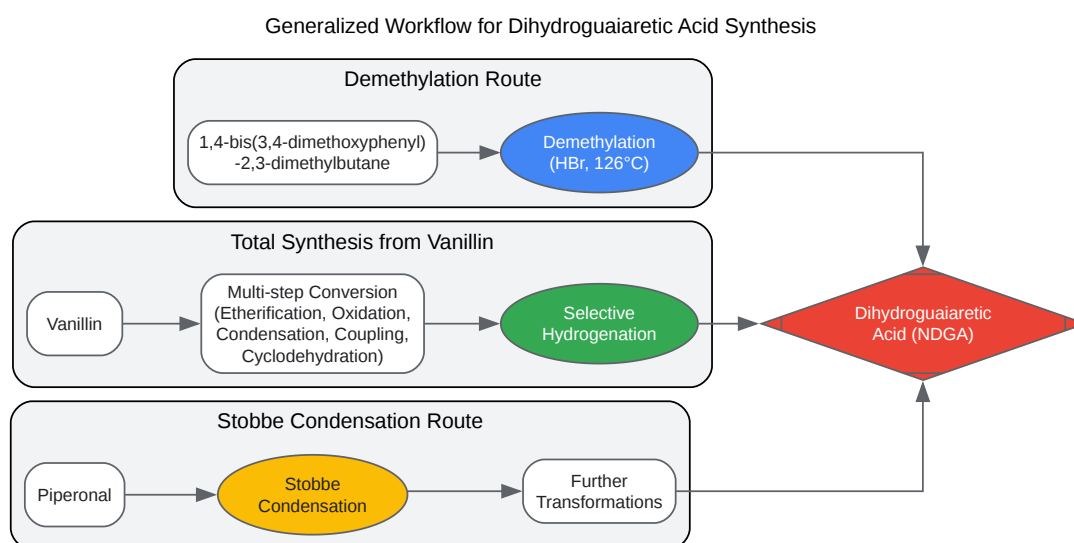 Generalized Workflow for Dihydroguaiaretic Acid Synthesis
Demethylation Route
1,4-bis(3,4-dimethoxyphenyl)
-2,3-dimethylbutane
Demethylation
(HBr, 126°C)
Total Synthesis from Vanillin
Vanillin
Multi-step Conversion
(Etherification, Oxidation,
Condensation, Coupling,
Cyclodehydration)
Selective
Hydrogenation
Dihydroguaiaretic
Acid (NDGA)
Stobbe Condensation Route
Piperonal
Stobbe
Condensation
Further
Transformations